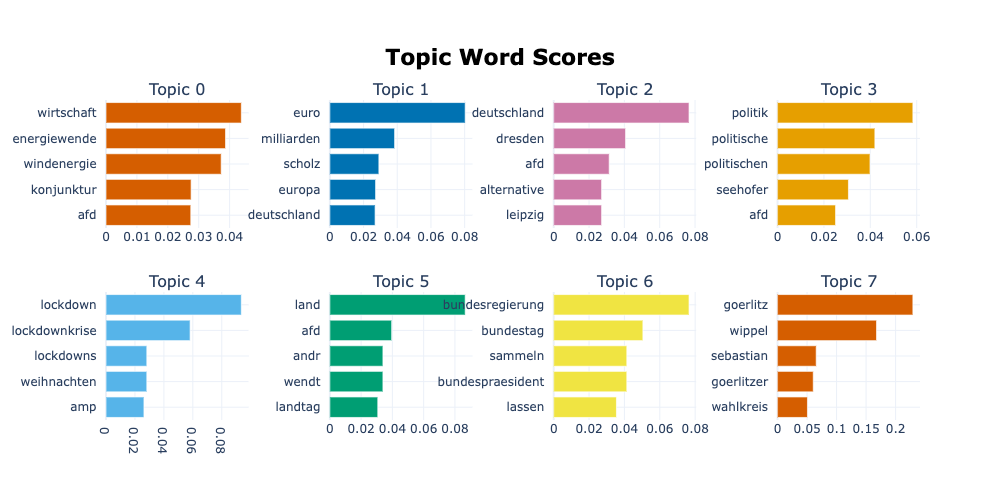 Topic Word Scores
Topic 0
wirtschaft
energiewende
windenergie
konjunktur
afd
0 0.01 0.02 0.03 0.04
Topic 1
euro
milliarden
scholz
europa
deutschland
0 0.02 0.04 0.06 0.08
Topic 2
deutschland
dresden
afd
alternative
leipzig
0 0.02 0.04 0.06 0.08
Topic 3
politik
politische
politischen
seehofer
afd
0 0.02 0.04 0.06
Topic 4
lockdown
lockdownkrise
lockdowns
weihnachten
amp
0 0.02 0.04 0.06 0.08
Topic 5
land
afd
andr
wendt
landtag
0 0.02 0.04 0.06 0.08
Topic 6
bundesregierung
bundestag
sammeln
bundespraesident
lassen
0 0.02 0.04 0.06 0.08
Topic 7
goerlitz
wippel
sebastian
goerlitzer
wahlkreis
0 0.05 0.1 0.15 0.2